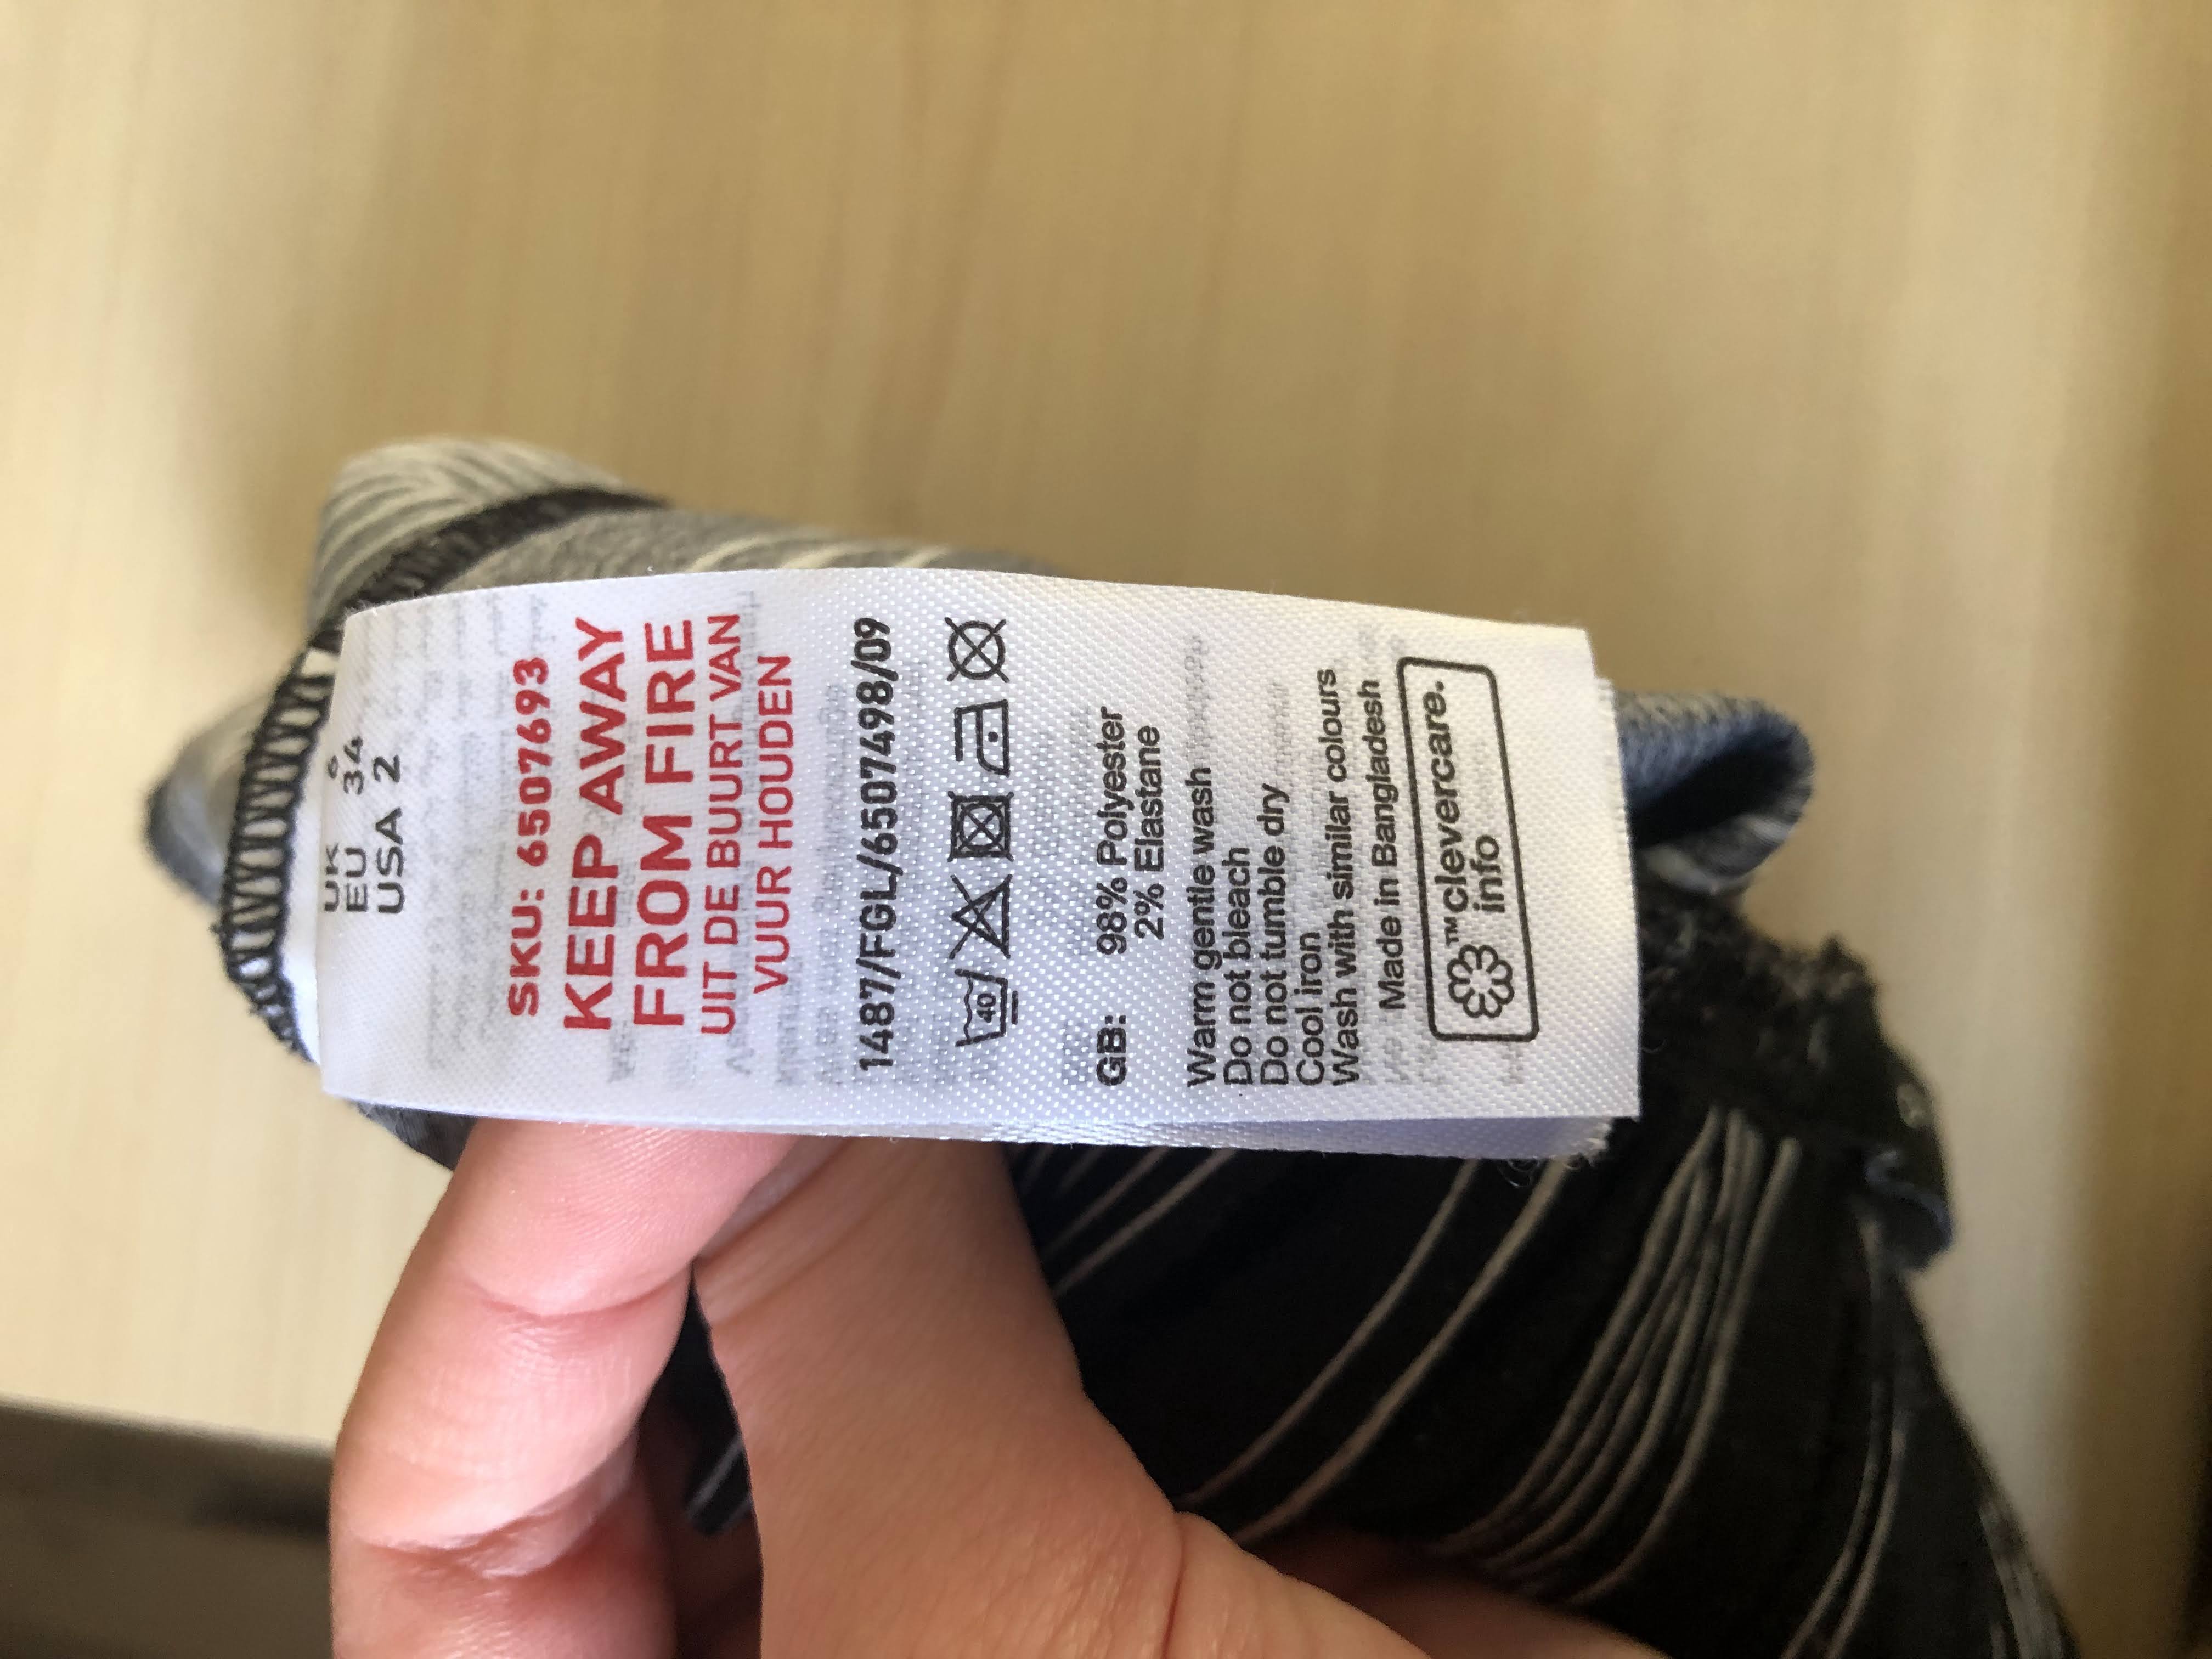 UK 6
EU 34
USA 2
SKU: 6507693
KEEP AWAY
FROM FIRE
UIT DE BUURT VAN
VUUR HOUDEN
1487/FGL/6507498/09
40
GB: 98% Polyester
2% Elastane
Warm gentle wash
Do not bleach
Do not tumble dry
Cool iron
Wash with similar colours
Made in Bangladesh
™clevercare.
info